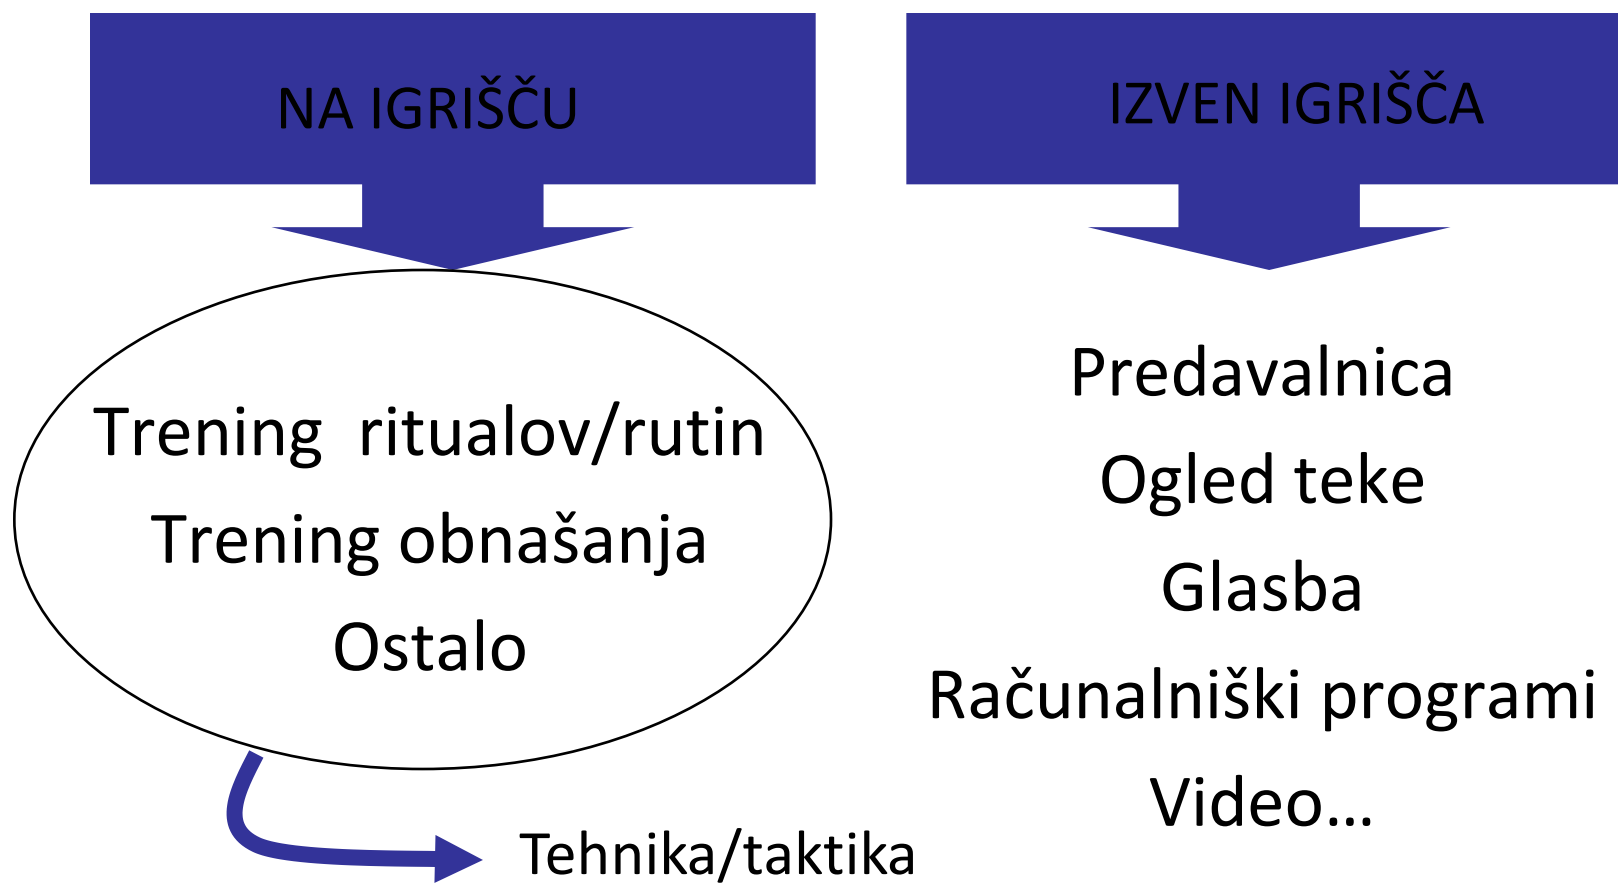 NA IGRIŠČU
Trening ritualov/rutin
Trening obnašanja
Ostalo
Tehnika/taktika
IZVEN IGRIŠČA
Predavalnica
Ogled teke
Glasba
Računalniški programi
Video...